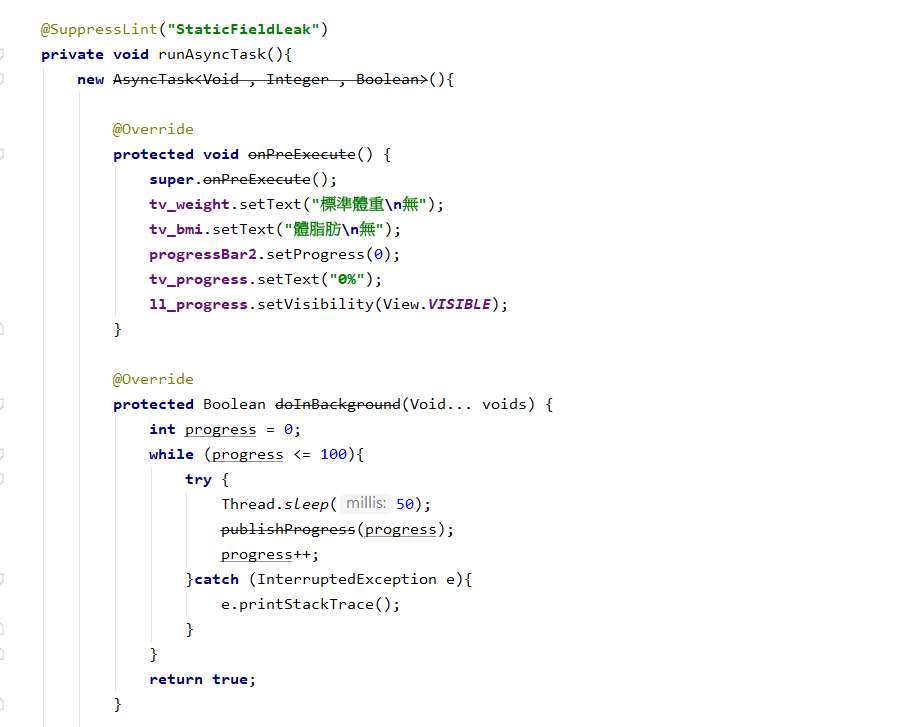 @SuppressLint("StaticFieldLeak")
private void runAsyncTask(){
new AsyncTask<Void , Integer , Boolean>(){
@Override
protected void onPreExecute() {
super.onPreExecute();
tv_weight.setText("標準體重\n無");
tv_bmi.setText("體脂肪\n無");
progressBar2.setProgress(0);
tv_progress.setText("0%");
ll_progress.setVisibility(View.VISIBLE);
}
@Override
protected Boolean doInBackground(Void... voids) {
int progress = 0;
while (progress <= 100){
try {
Thread.sleep( millis: 50);
publishProgress(progress);
progress++;
}catch (InterruptedException e){
e.printStackTrace();
}
}
return true;
}